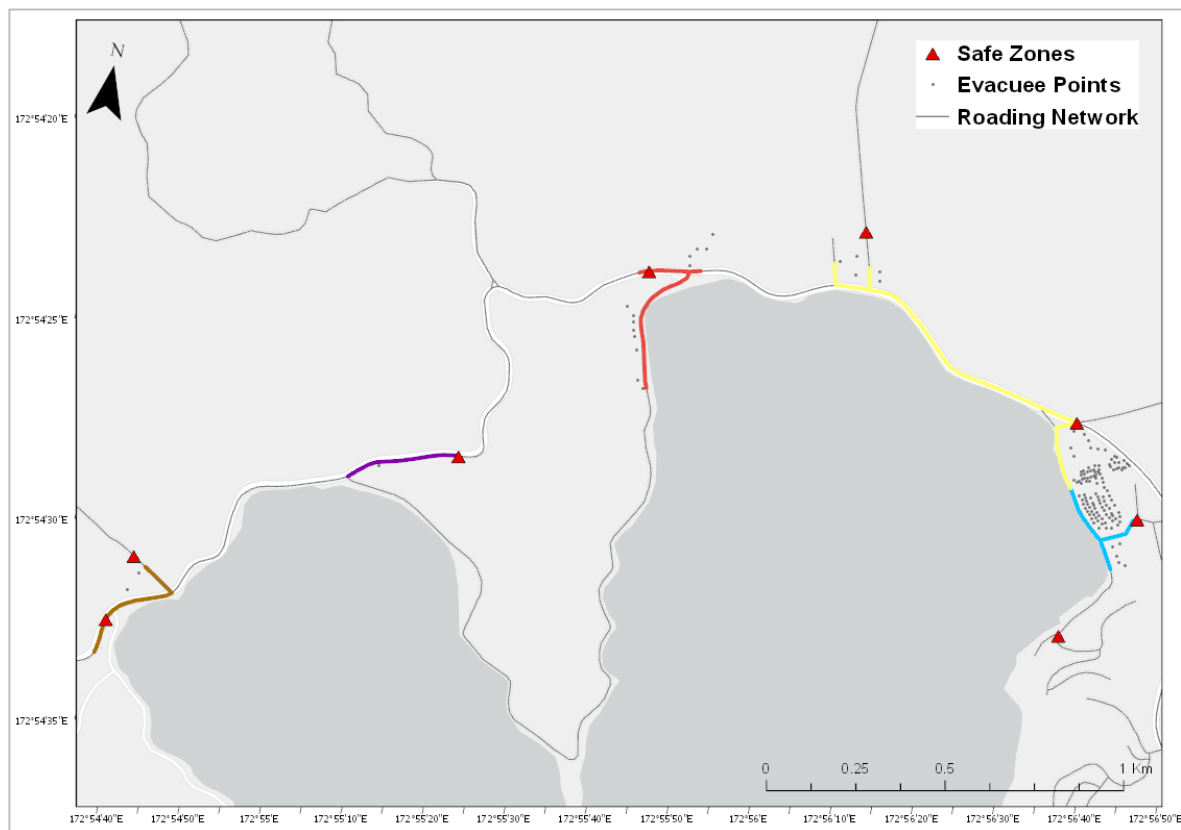 N
Safe Zones
Evacuee Points
Roading Network
172°54'20"E
172°54'25"E
172°54'30"E
172°54'35"E
0 0.25 0.5 1 Km
172°54'40"E 172°54'50"E 172°55'E 172°55'10"E 172°55'20"E 172°55'30"E 172°55'40"E 172°55'50"E 172°56'E 172°56'10"E 172°56'20"E 172°56'30"E 172°56'40"E 172°56'50"E